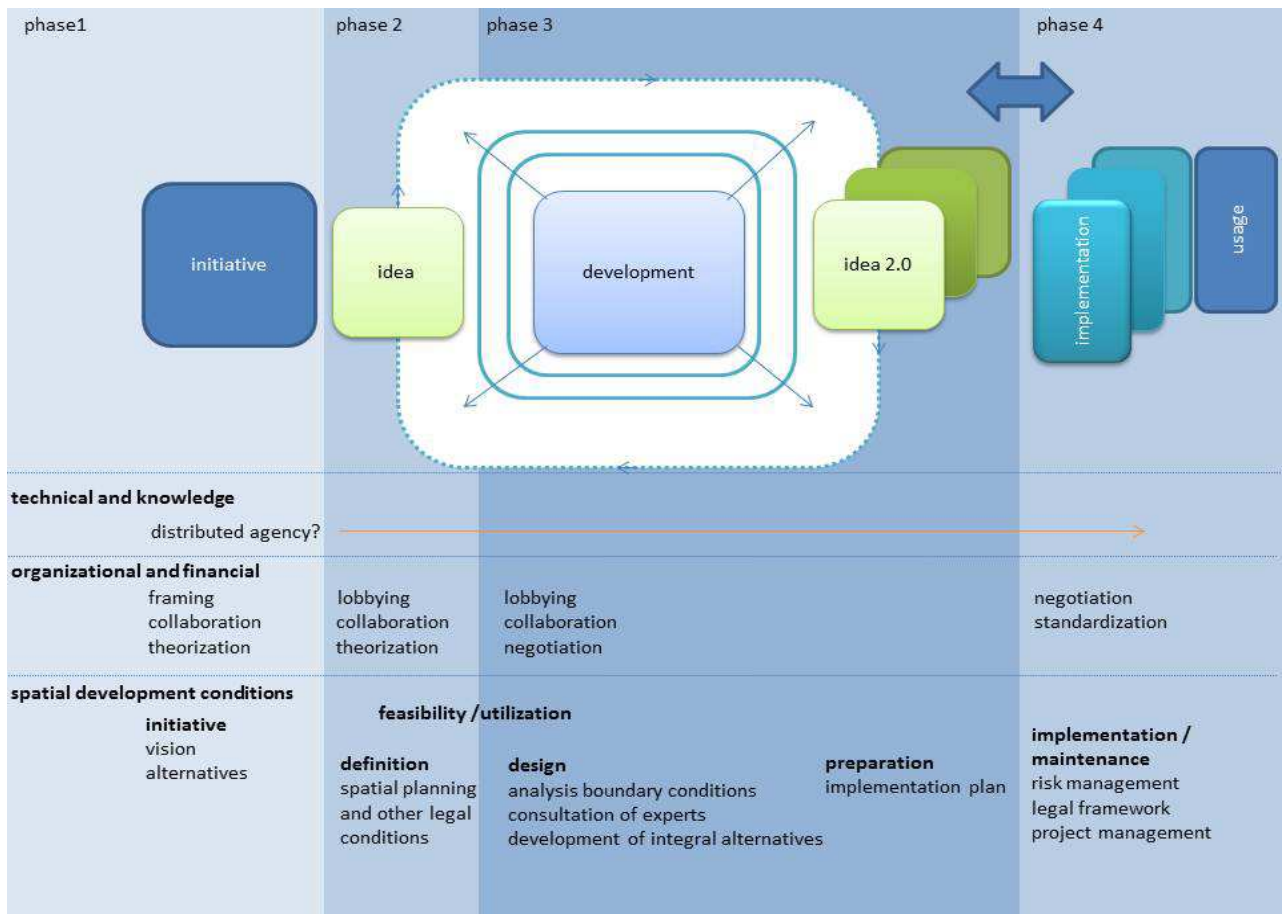 phase1
phase 2
phase 3
phase 4
initiative
idea
development
idea 2.0
implementation
usage
technical and knowledge
distributed agency?
organizational and financial
framing
collaboration
theorization
lobbying
collaboration
theorization
lobbying
collaboration
negotiation
negotiation
standardization
spatial development conditions
initiative
vision
alternatives
feasibility /utilization
definition
spatial planning
and other legal
conditions
design
analysis boundary conditions
consultation of experts
development of integral alternatives
preparation
implementation plan
implementation /
maintenance
risk management
legal framework
project management